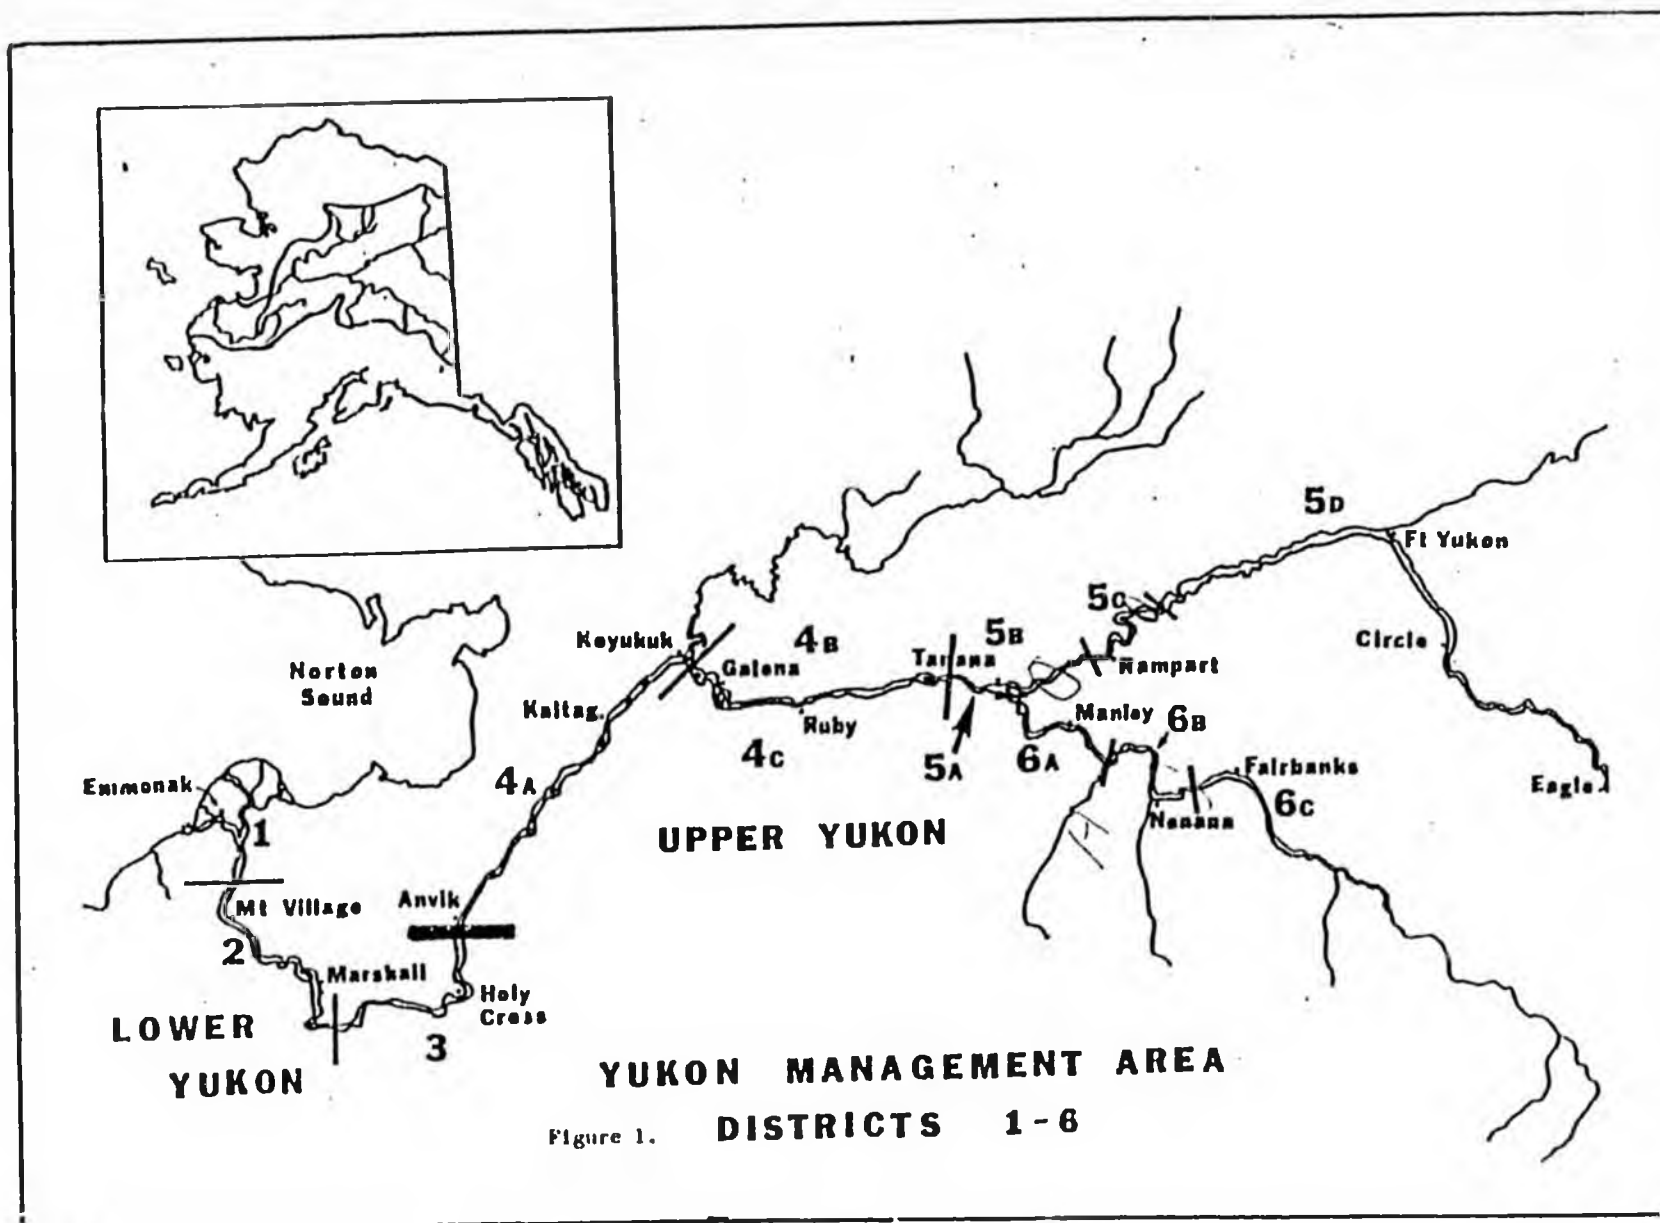 5D
Ft Yukon
5C
Koyukuk
4B
5B
Circle
Norton
Sound
Galena
Tanana
Rampart
Kaltag
Ruby
Manley
6B
4C
5A
6A
Fairbanks
Emmonak
4A
6C
Eagle
1
UPPER YUKON
Nenana
Mt Village
Anvik
2
Marshall
Holy
Cross
LOWER
YUKON
3
YUKON MANAGEMENT AREA
Figure 1. DISTRICTS 1-6